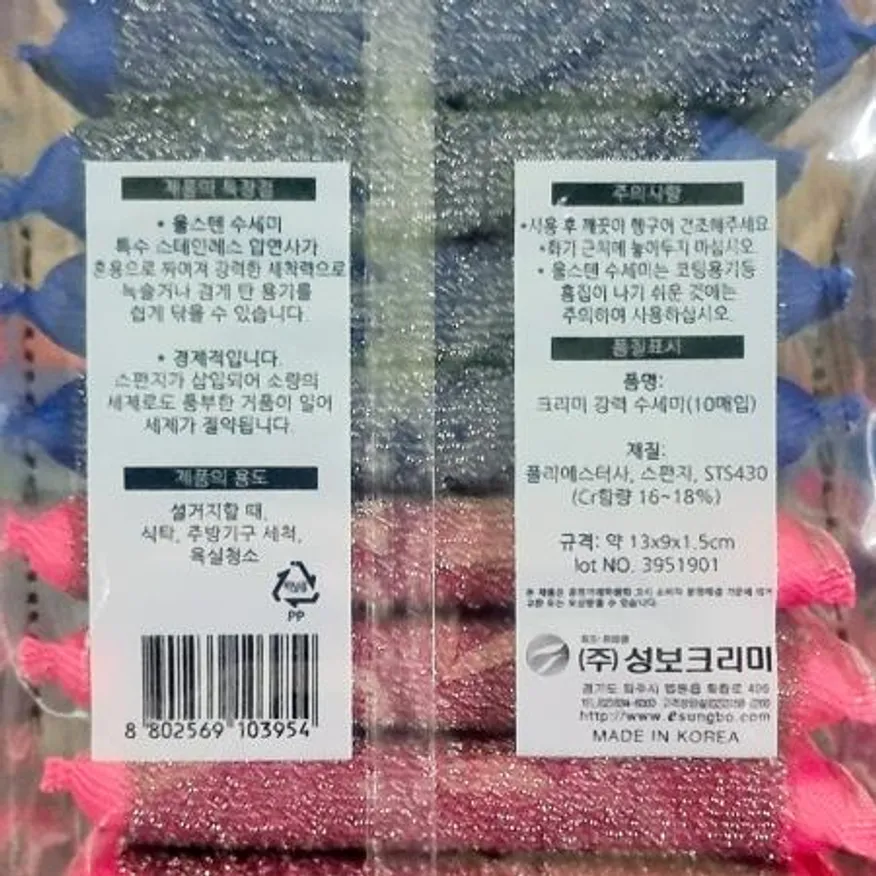 제품의 특장점
• 울스텐 수세미
특수 스테인레스 압연사가
혼용으로 짜여져 강력한 세척력으로
녹슬거나 검게 탄 용기를
쉽게 닦을 수 있습니다.
• 경제적입니다.
스펀지가 삽입되어 소량의
세제로도 풍부한 거품이 일어
세제가 절약됩니다.
제품의 용도
설거지할 때,
식탁, 주방기구 세척,
욕실청소
PP
8 802569 103954
주의사항
•사용 후 깨끗이 헹구어 건조해주세요.
•화기 근처에 놓아두지 마십시오.
• 울스텐 수세미는 코팅용기등
흠집이 나기 쉬운 것에는
주의하여 사용하십시오.
품질표시
품명:
크리미 강력 수세미(10매입)
재질:
폴리에스터사, 스펀지, STS430
(Cr함량 16~18%)
규격: 약 13x9x1.5cm
lot NO. 3951901
(주)성보크리미
경기도 파주시
http://www.esungbo.com
MADE IN KOREA